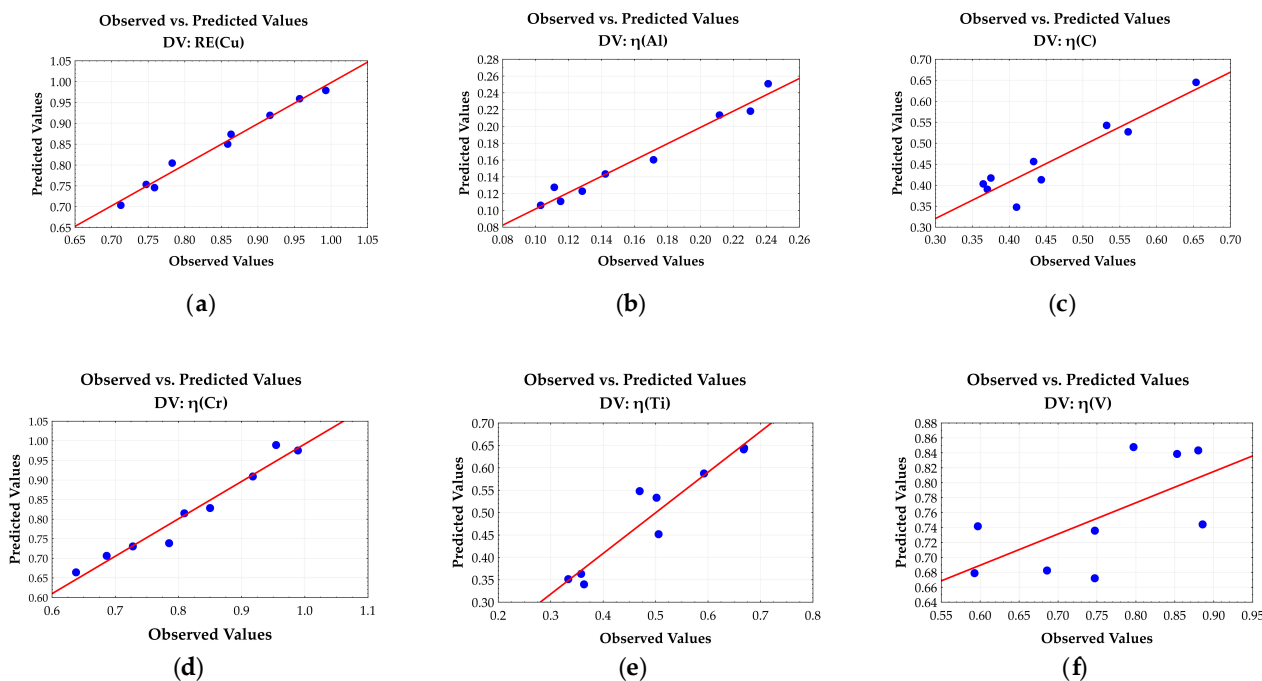 Observed vs. Predicted Values
DV: RE(Cu)
Predicted Values
1.05
1.00
0.95
0.90
0.85
0.80
0.75
0.70
0.65
0.65 0.70 0.75 0.80 0.85 0.90 0.95 1.00 1.05
Observed Values
(a)
Observed vs. Predicted Values
DV: η(Al)
Predicted Values
0.28
0.26
0.24
0.22
0.20
0.18
0.16
0.14
0.12
0.10
0.08
0.08 0.10 0.12 0.14 0.16 0.18 0.20 0.22 0.24 0.26
Observed Values
(b)
Observed vs. Predicted Values
DV: η(C)
Predicted Values
0.70
0.65
0.60
0.55
0.50
0.45
0.40
0.35
0.30
0.30 0.35 0.40 0.45 0.50 0.55 0.60 0.65 0.70
Observed Values
(c)
Observed vs. Predicted Values
DV: η(Cr)
Predicted Values
1.05
1.00
0.95
0.90
0.85
0.80
0.75
0.70
0.65
0.60
0.6 0.7 0.8 0.9 1.0 1.1
Observed Values
(d)
Observed vs. Predicted Values
DV: η(Ti)
Predicted Values
0.70
0.65
0.60
0.55
0.50
0.45
0.40
0.35
0.30
0.2 0.3 0.4 0.5 0.6 0.7 0.8
Observed Values
(e)
Observed vs. Predicted Values
DV: η(V)
Predicted Values
0.88
0.86
0.84
0.82
0.80
0.78
0.76
0.74
0.72
0.70
0.68
0.66
0.64
0.55 0.60 0.65 0.70 0.75 0.80 0.85 0.90 0.95
Observed Values
(f)